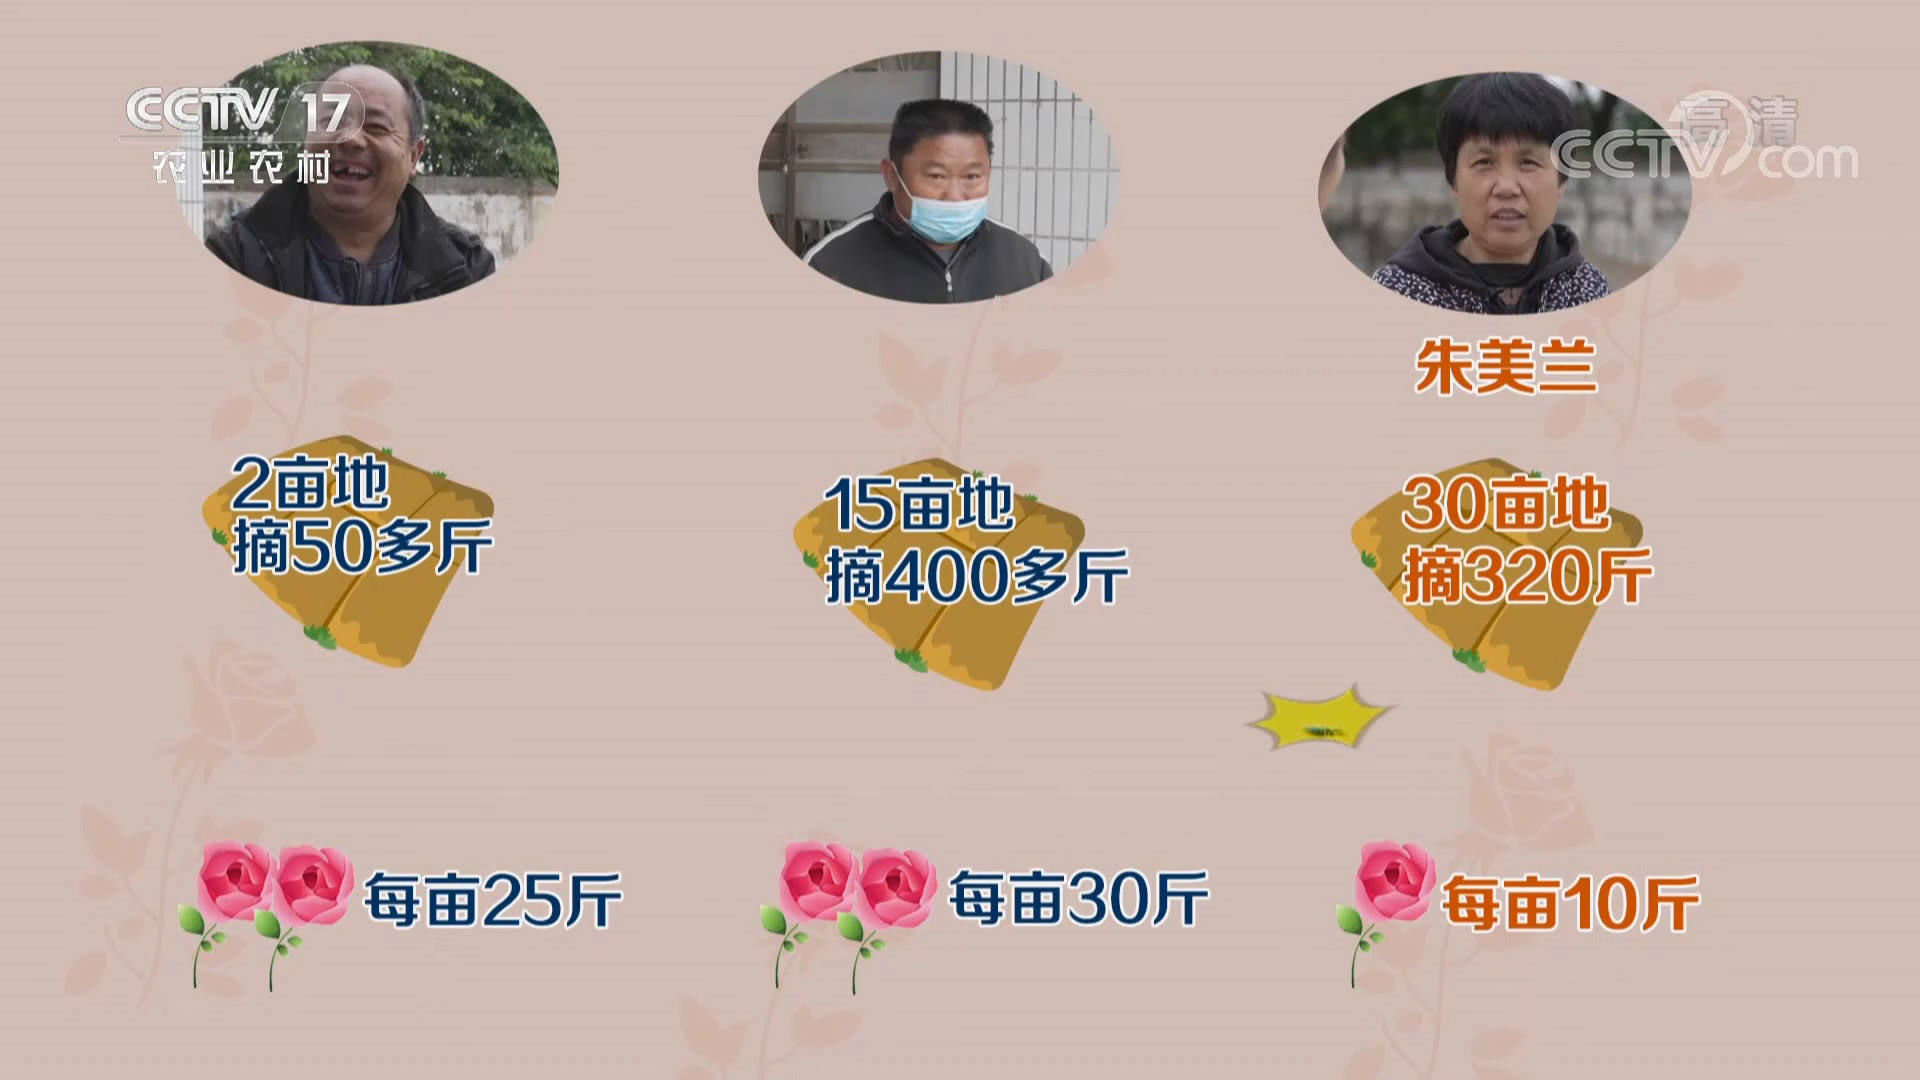 CCTV 17
农业农村
高清
CCTV.com
朱美兰
2亩地
摘50多斤
15亩地
摘400多斤
30亩地
摘320斤
每亩25斤
每亩30斤
每亩10斤